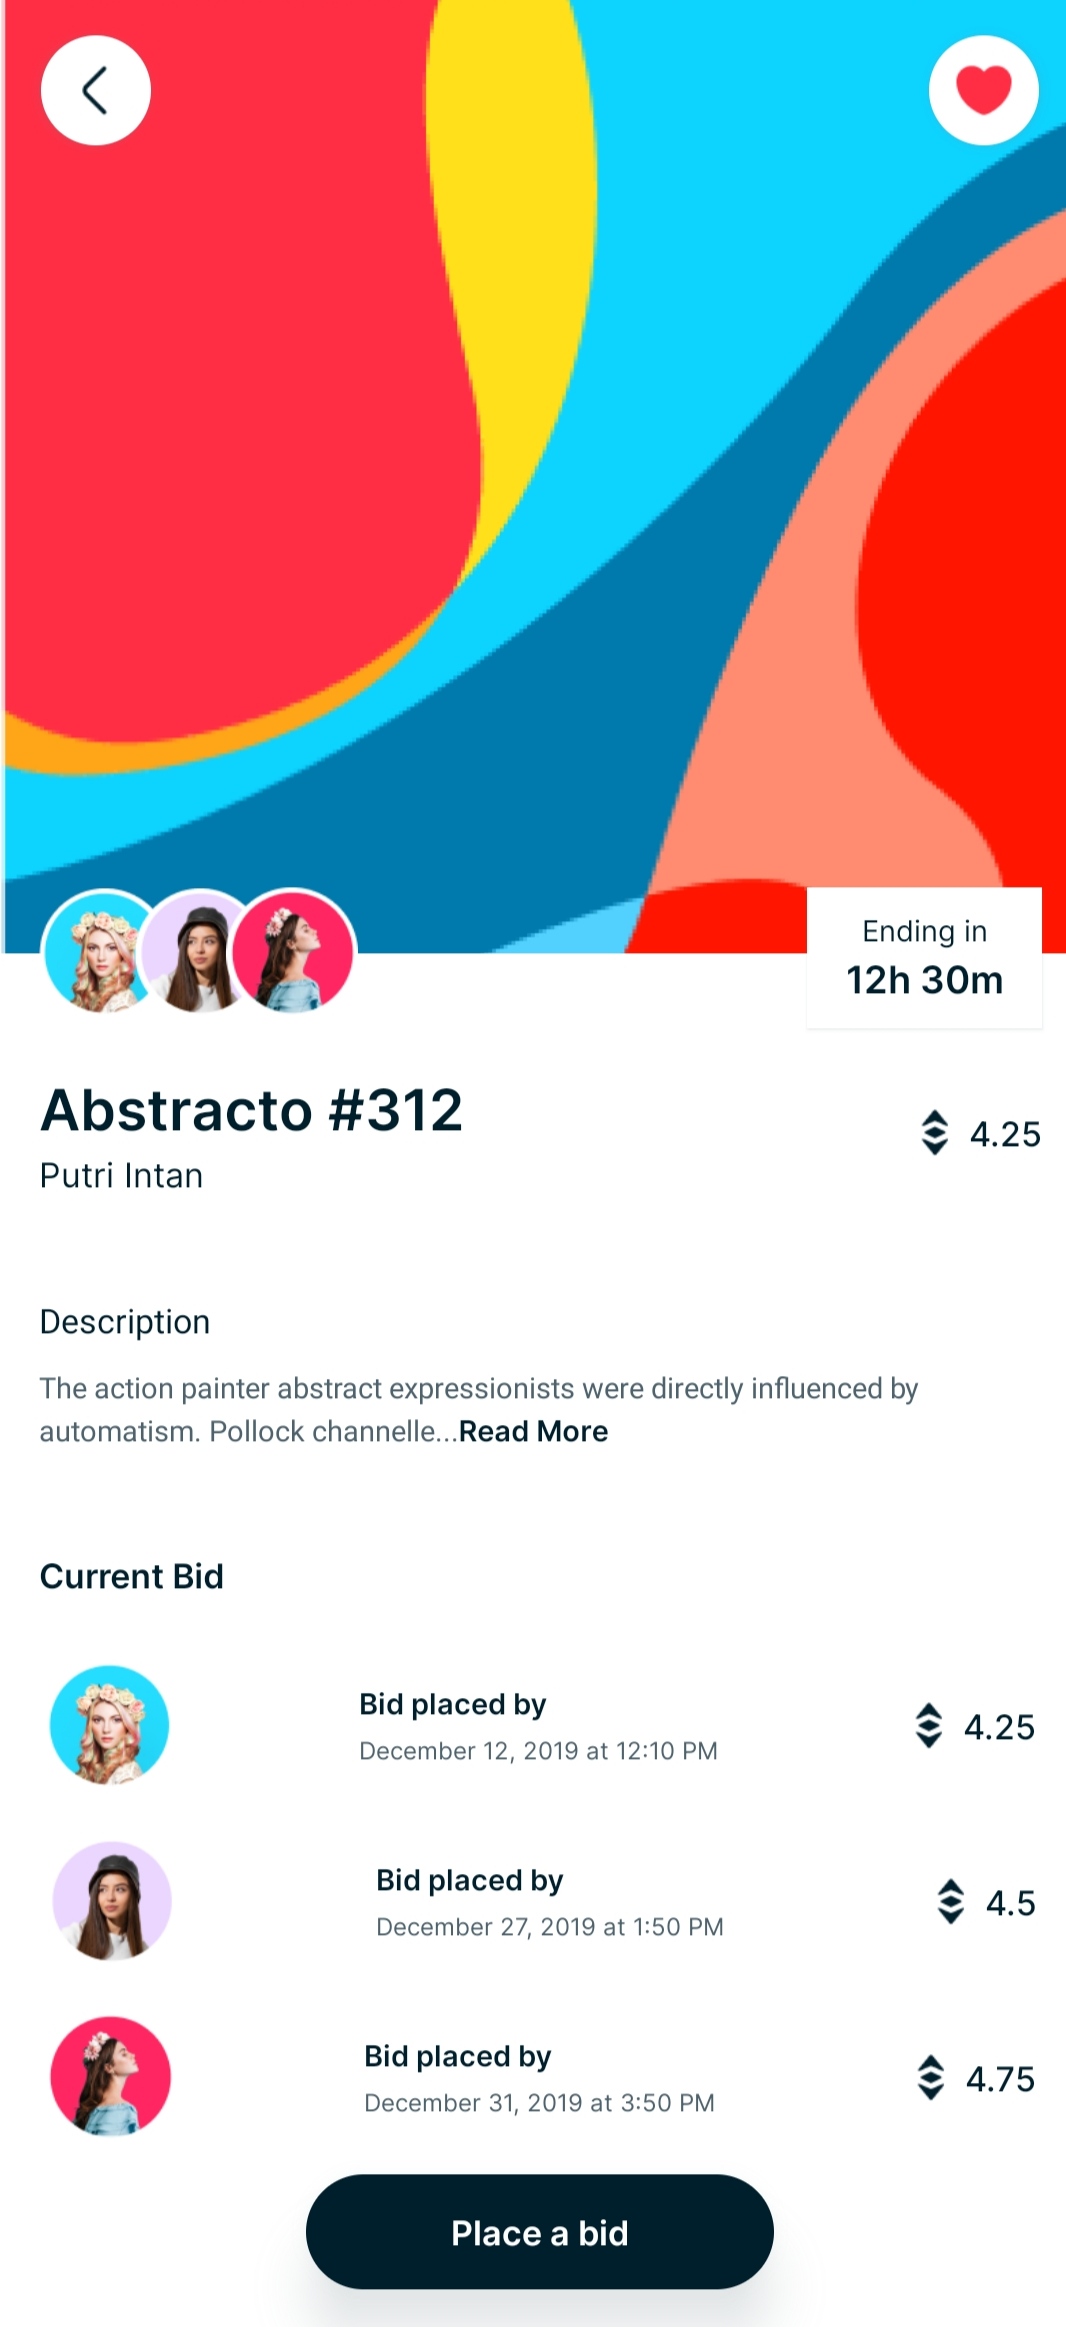 Ending in
12h 30m
Abstracto #312
4.25
Putri Intan
Description
The action painter abstract expressionists were directly influenced by
automatism. Pollock channelle...Read More
Current Bid
Bid placed by
December 12, 2019 at 12:10 PM
4.25
Bid placed by
December 27, 2019 at 1:50 PM
4.5
Bid placed by
December 31, 2019 at 3:50 PM
4.75
Place a bid